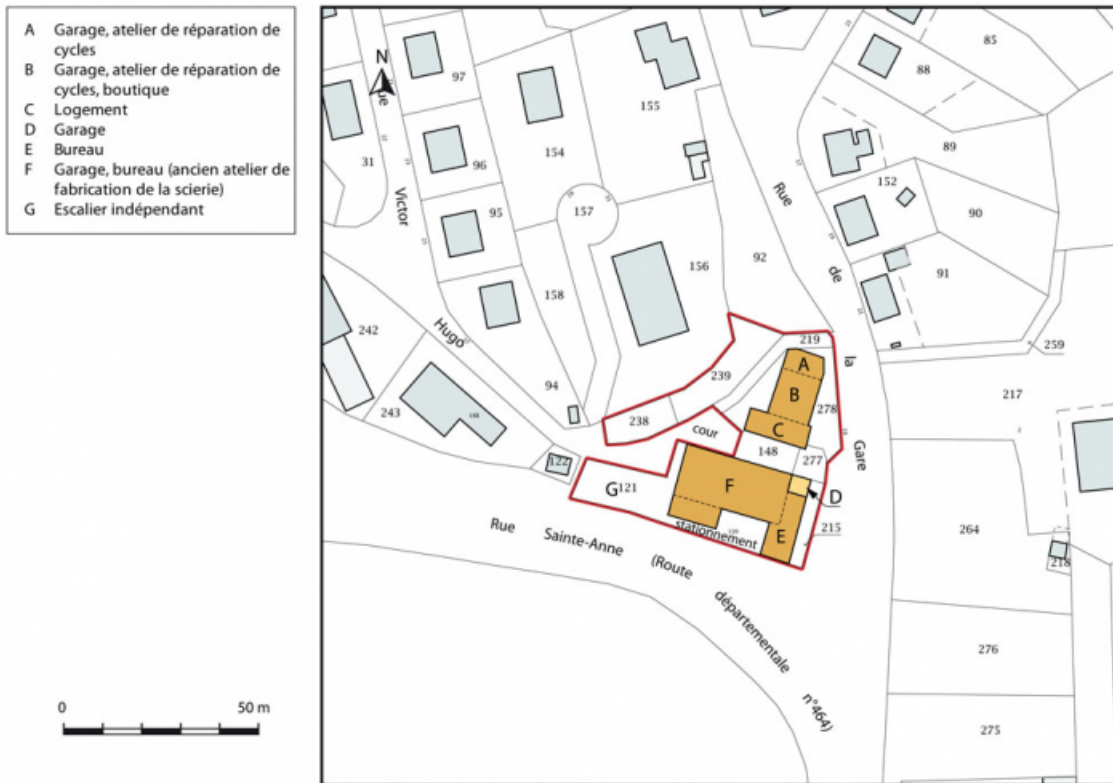 A Garage, atelier de réparation de
cycles
B Garage, atelier de réparation de
cycles, boutique
C Logement
D Garage
E Bureau
F Garage, bureau (ancien atelier de
fabrication de la scierie)
G Escalier indépendant
N
Rue
Victor
Hugo
97
31
96
95
154
155
157
158
156
92
94
242
243
122
85
88
89
152
90
91
259
217
Rue
de
la
Gare
219
239
238
278
A
B
C
cour
148
277
F
D
G 121
stationnement
E
215
264
218
276
275
Rue Sainte-Anne (Route
départementale
n°464)
0 50 m